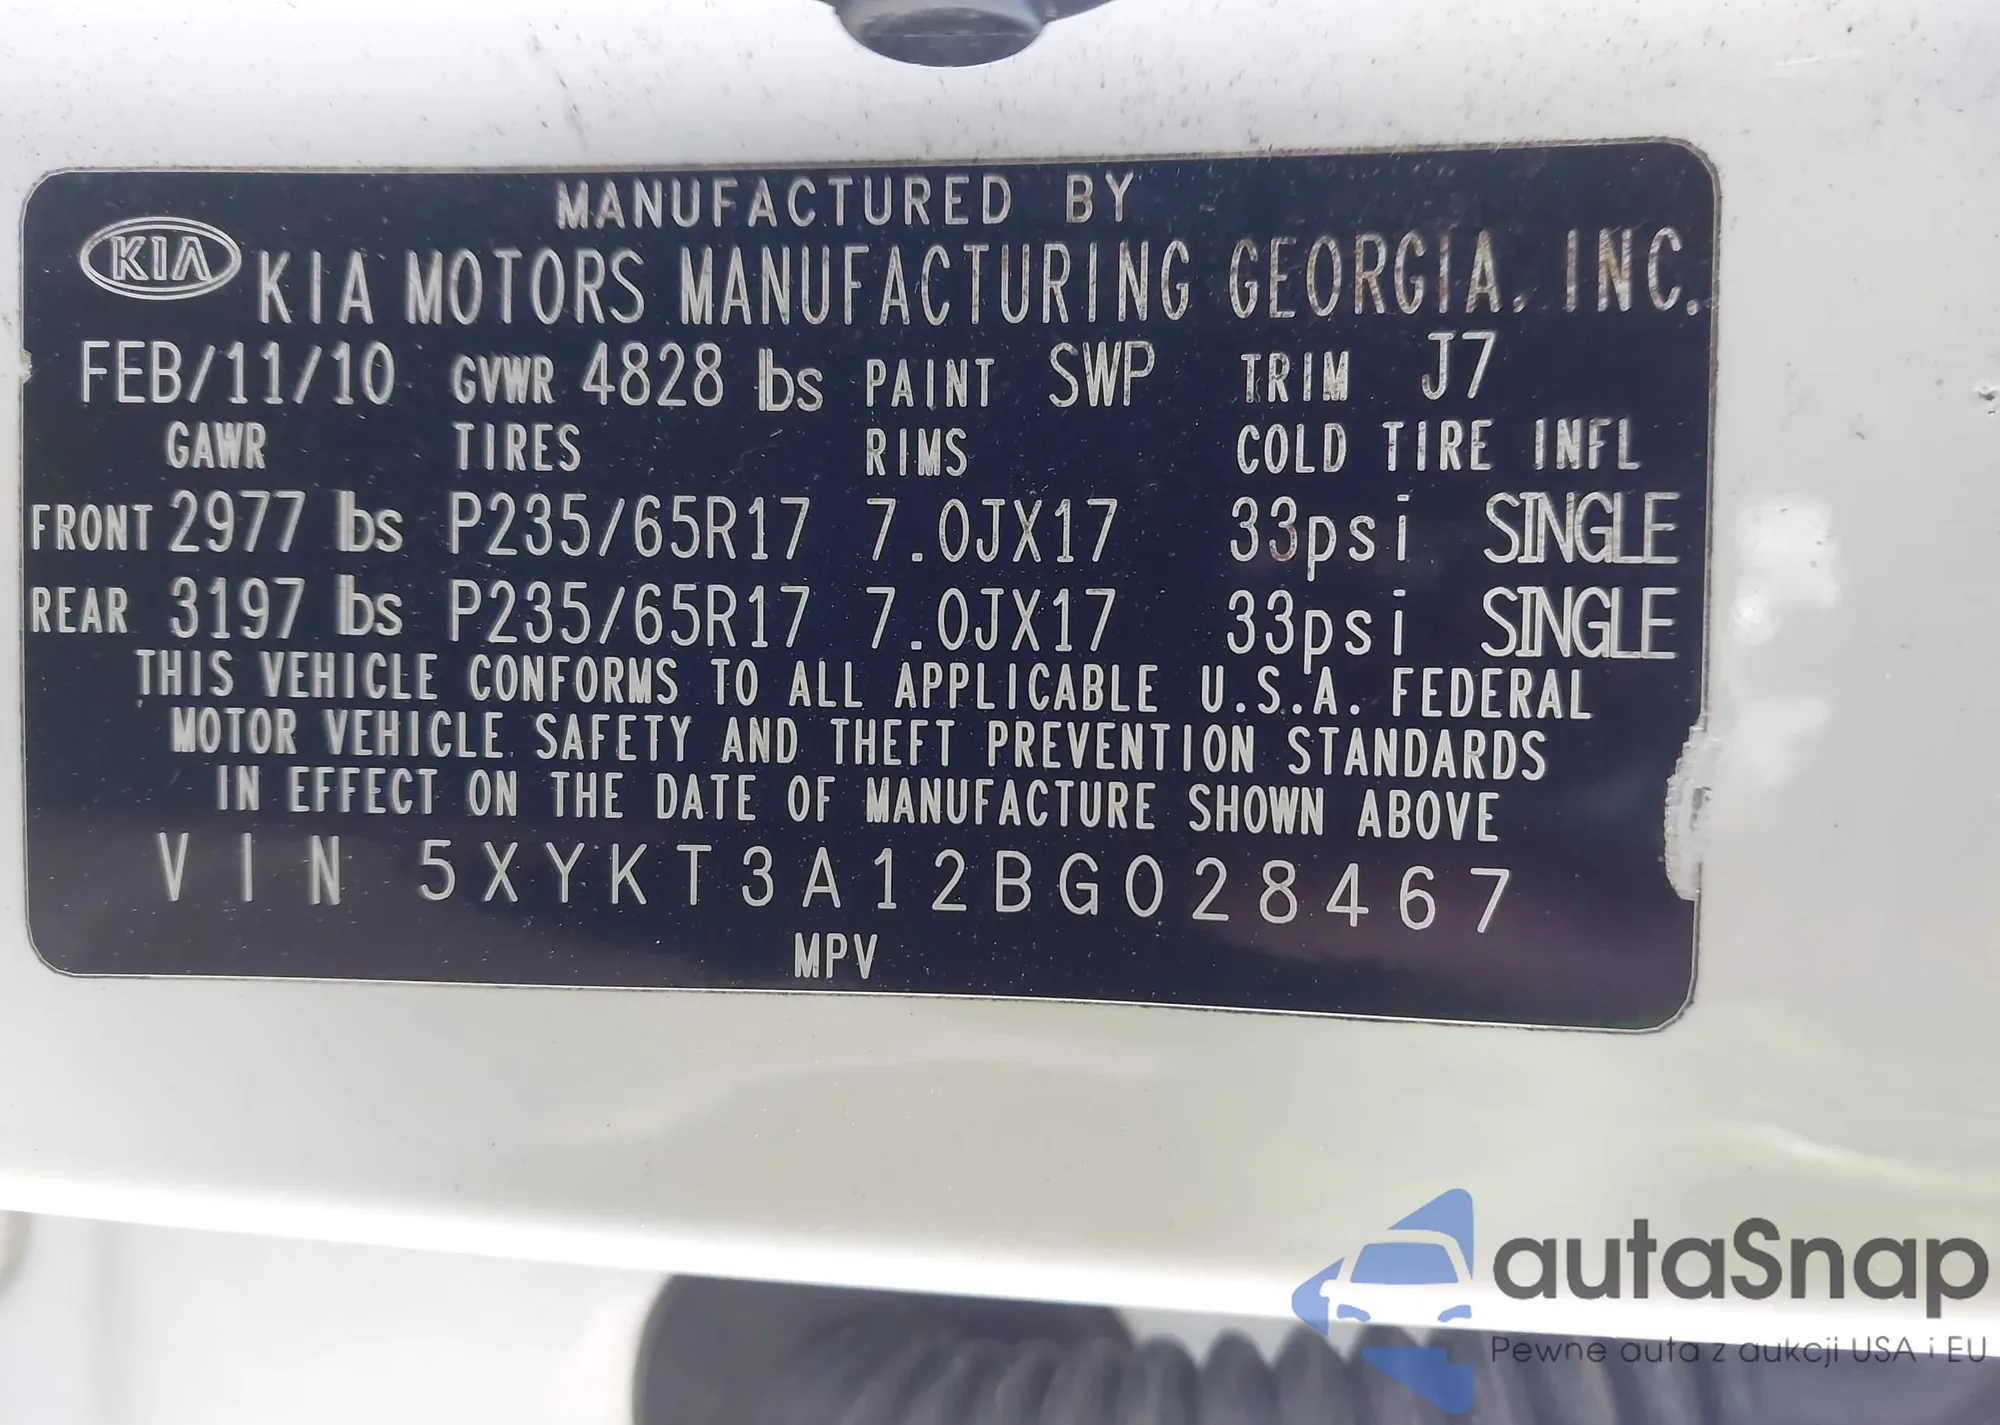 MANUFACTURED BY
KIA KIA MOTORS MANUFACTURING GEORGIA, INC.
FEB/11/10 GVWR 4828 lbs PAINT SWP TRIM J7
GAWR TIRES RIMS COLD TIRE INFL
FRONT 2977 lbs P235/65R17 7.0JX17 33psi SINGLE
REAR 3197 lbs P235/65R17 7.0JX17 33psi SINGLE
THIS VEHICLE CONFORMS TO ALL APPLICABLE U.S.A. FEDERAL
MOTOR VEHICLE SAFETY AND THEFT PREVENTION STANDARDS
IN EFFECT ON THE DATE OF MANUFACTURE SHOWN ABOVE
VIN 5XYKT3A12BG028467
MPV
autaSnap
Pewne auta z aukcji USA i EU